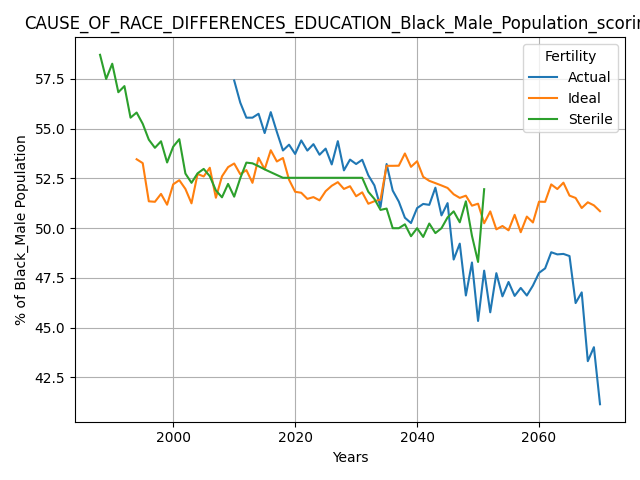 CAUSE_OF_RACE_DIFFERENCES_EDUCATION_Black_Male_Population_scorin
Fertility
Actual
Ideal
Sterile
% of Black_Male Population
57.5
55.0
52.5
50.0
47.5
45.0
42.5
2000 2020 2040 2060
Years